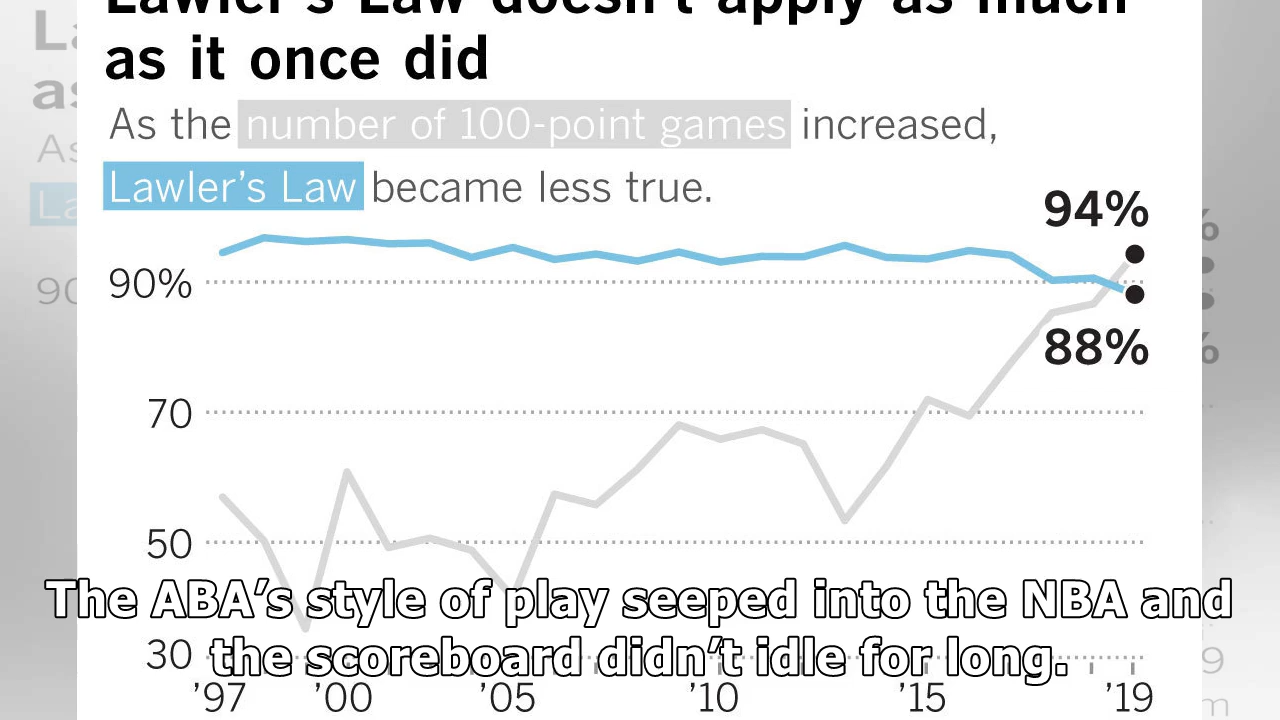 Lawler's Law doesn't apply as much
as it once did
As the number of 100-point games increased,
Lawler's Law became less true.
94%
90%
88%
70
50
The ABA's style of play seeped into the NBA and
30
the scoreboard didn't idle for long.
'97 '00 '05 '10 '15 '19